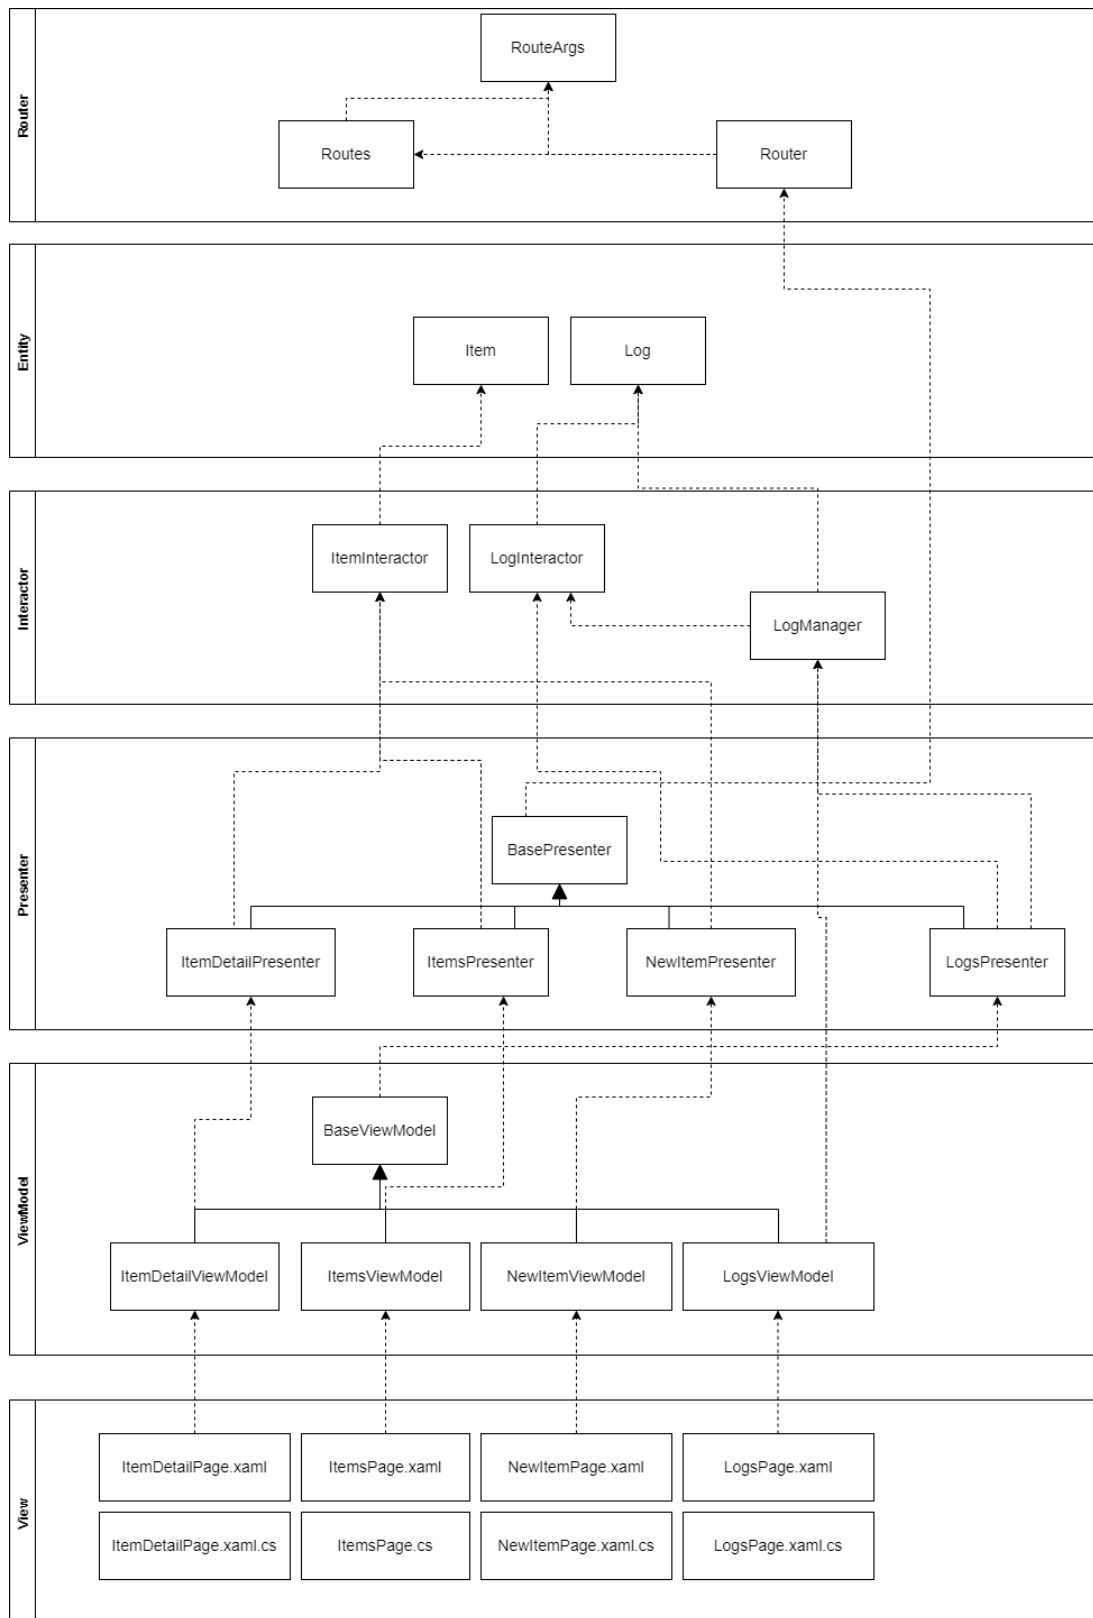 Router
RouteArgs
Routes
Router
Entity
Item
Log
Interactor
ItemInteractor
LogInteractor
LogManager
Presenter
BasePresenter
ItemDetailPresenter
ItemsPresenter
NewItemPresenter
LogsPresenter
ViewModel
BaseViewModel
ItemDetailViewModel
ItemsViewModel
NewItemViewModel
LogsViewModel
View
ItemDetailPage.xaml
ItemsPage.xaml
NewItemPage.xaml
LogsPage.xaml
ItemDetailPage.xaml.cs
ItemsPage.cs
NewItemPage.xaml.cs
LogsPage.xaml.cs